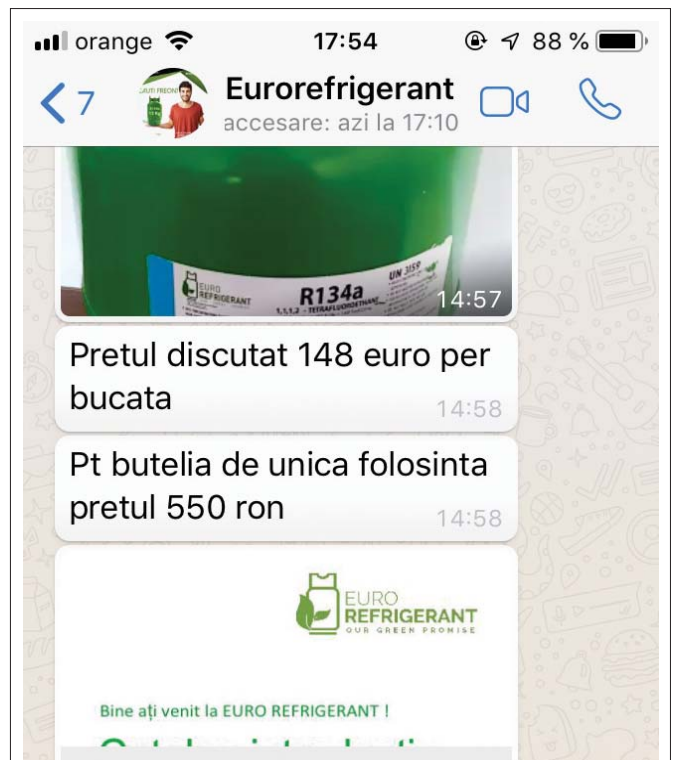 orange
17:54
88 %
7
Eurorefrigerant
accesare: azi la 17:10
EURO
REFRIGERANT
R134a
UN 3159
1,1,1,2 - TETRAFLUOROETHANE
14:57
Pretul discutat 148 euro per
bucata
14:58
Pt butelia de unica folosinta
pretul 550 ron
14:58
EURO
REFRIGERANT
OUR GREEN PROMISE
Bine ați venit la EURO REFRIGERANT !